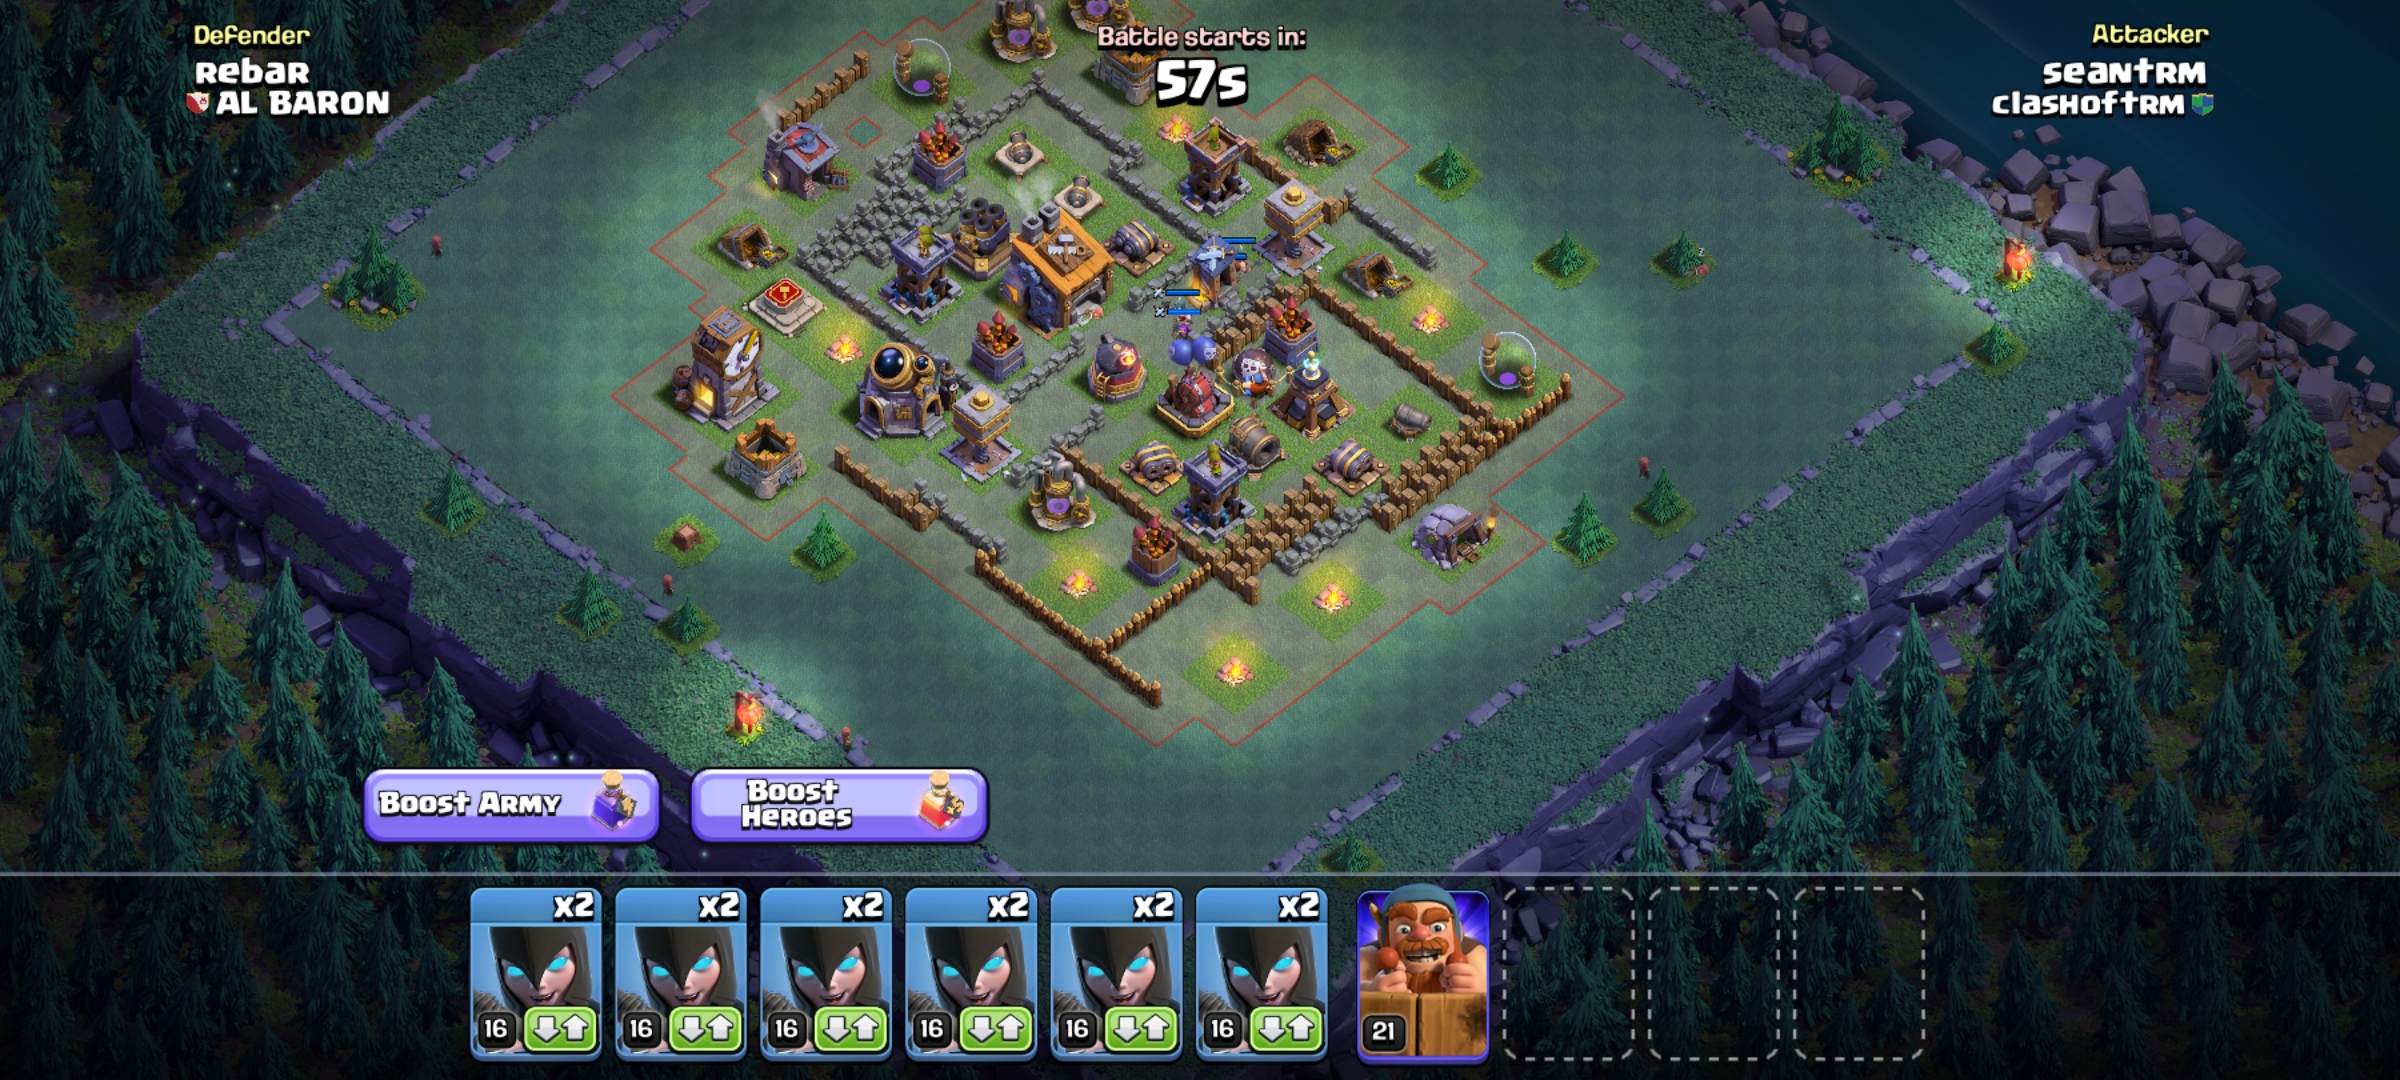 Defender
Rebar
AL BARON
Battle starts in:
57s
Attacker
seantRM
clashoftRM
Boost Army
Boost
Heroes
x2
x2
x2
x2
x2
x2
16
16
16
16
16
16
21